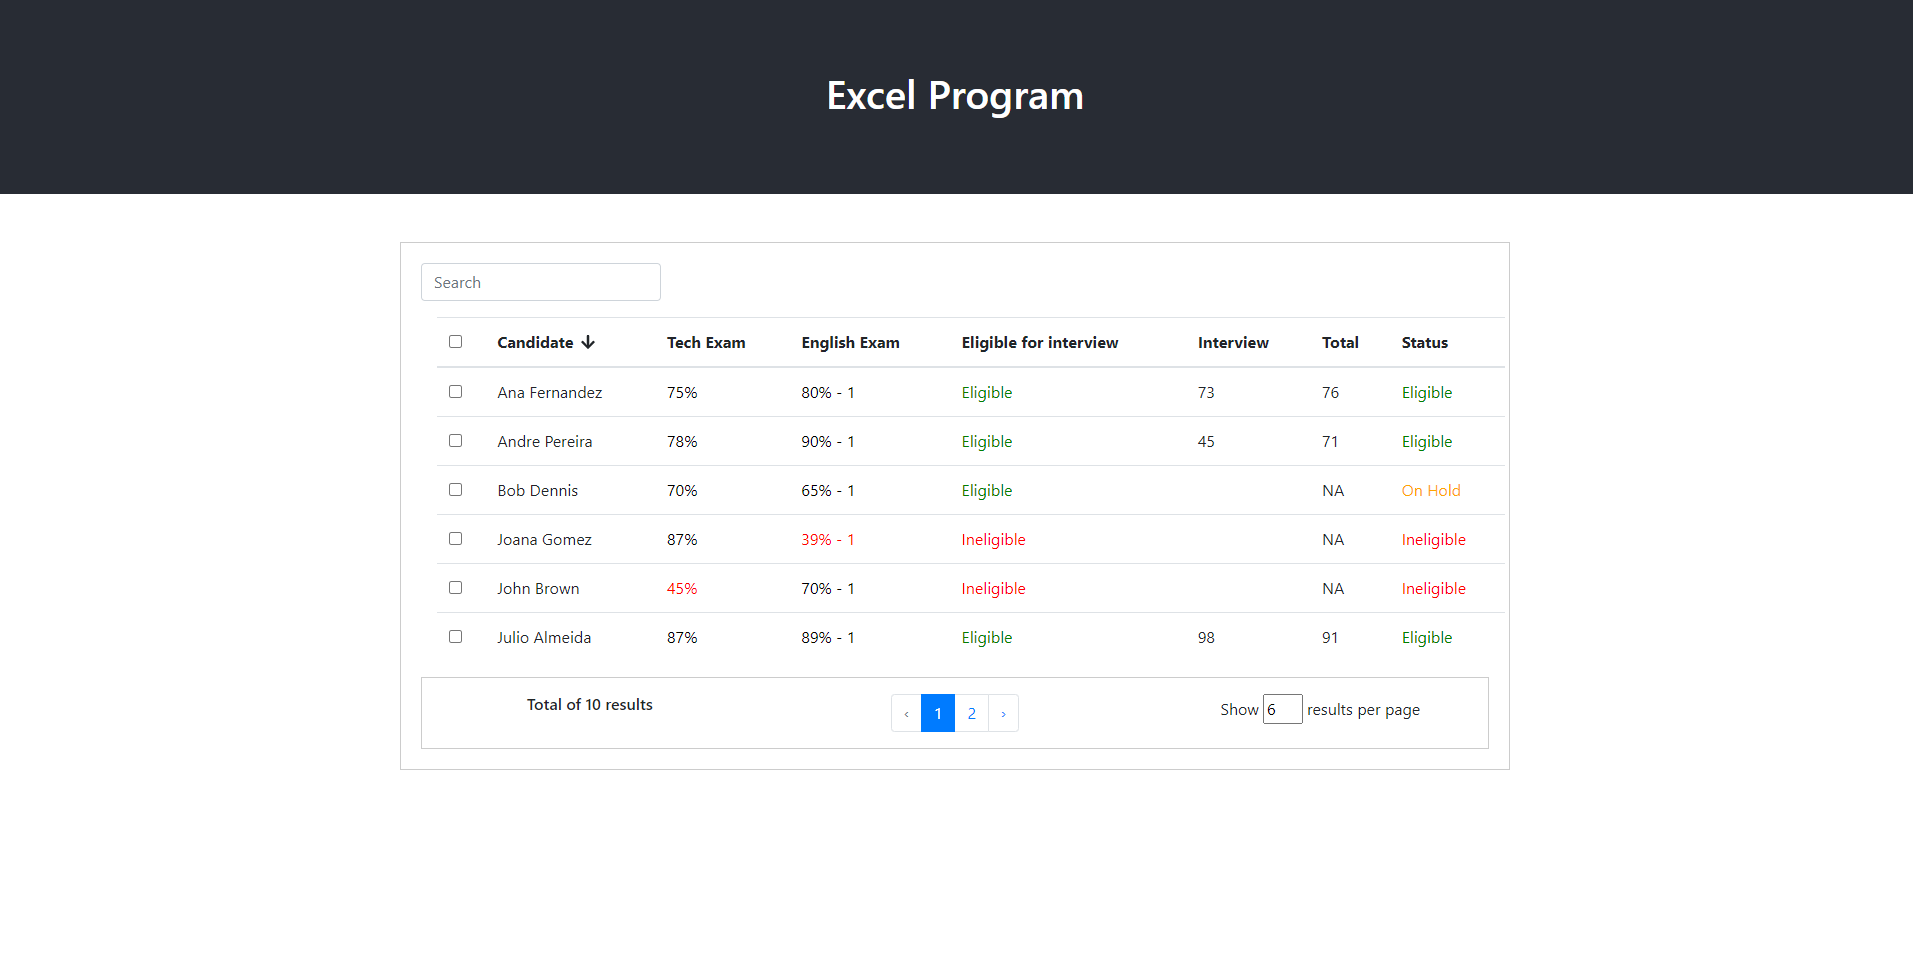 Excel Program
Search
Candidate Tech Exam English Exam Eligible for interview Interview Total Status
Ana Fernandez 75% 80% - 1 Eligible 73 76 Eligible
Andre Pereira 78% 90% - 1 Eligible 45 71 Eligible
Bob Dennis 70% 65% - 1 Eligible NA On Hold
Joana Gomez 87% 39% - 1 Ineligible NA Ineligible
John Brown 45% 70% - 1 Ineligible NA Ineligible
Julio Almeida 87% 89% - 1 Eligible 98 91 Eligible
Total of 10 results ‹ 1 2 › Show 6 results per page